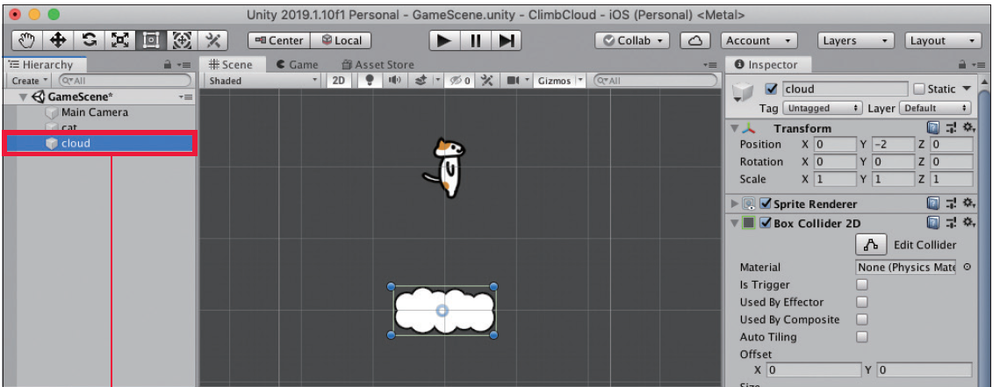 Unity 2019.1.10f1 Personal - GameScene.unity - ClimbCloud - iOS (Personal) <Metal>
Center Local Collab Account Layers Layout
Hierarchy
Create All
GameScene*
Main Camera
cat
cloud
Scene Game Asset Store
Shaded 2D 0 Gizmos All
Inspector
cloud Static
Tag Untagged Layer Default
Transform
Position X 0 Y -2 Z 0
Rotation X 0 Y 0 Z 0
Scale X 1 Y 1 Z 1
Sprite Renderer
Box Collider 2D
Edit Collider
Material None (Physics Mate
Is Trigger
Used By Effector
Used By Composite
Auto Tiling
Offset
X 0 Y 0
Size